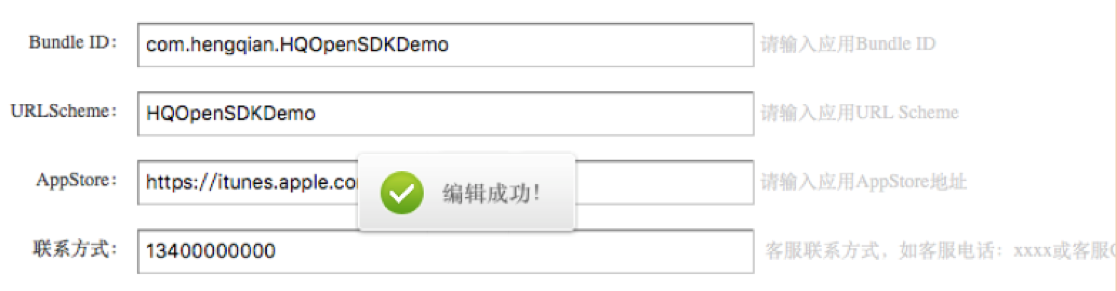 Bundle ID： com.hengqian.HQOpenSDKDemo 请输入应用Bundle ID
URLScheme： HQOpenSDKDemo 请输入应用URL Scheme
AppStore： https://itunes.apple.co 编辑成功！ 请输入应用AppStore地址
联系方式： 13400000000 客服联系方式，如客服电话：xxxx或客服